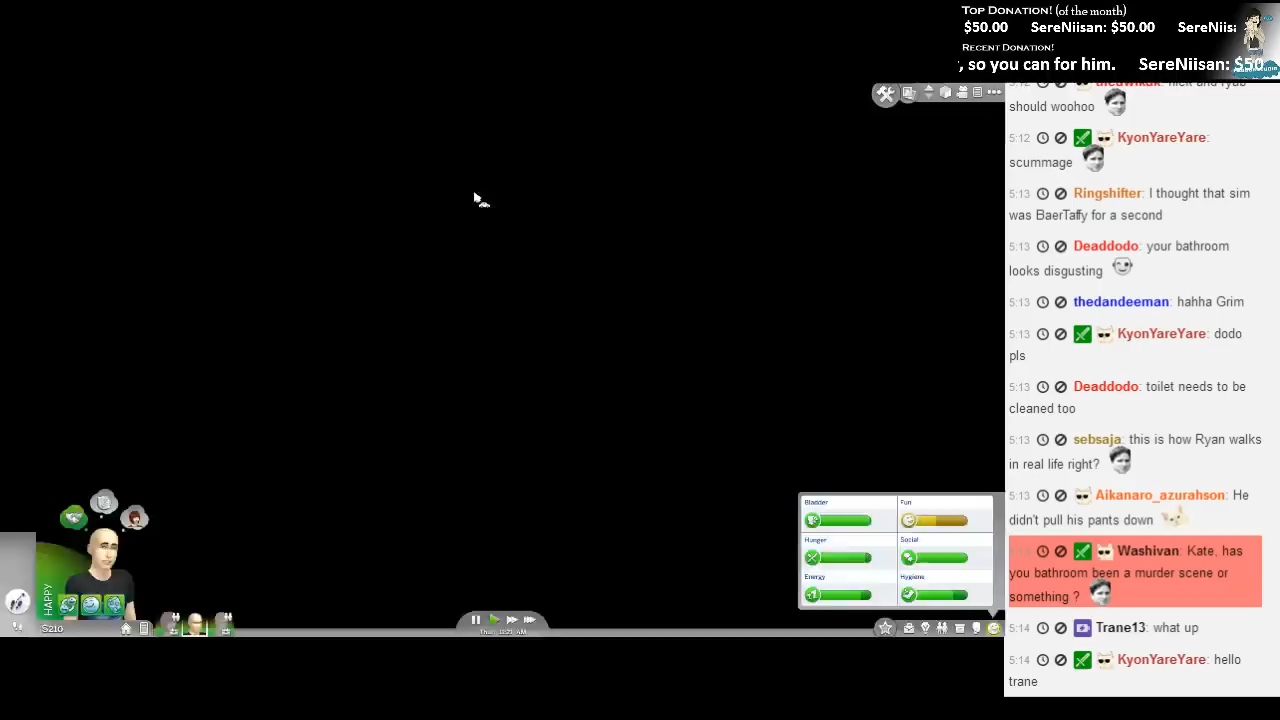 TOP DONATION! (of the month)
$50.00 SereNiisan: $50.00 SereNiis
RECENT DONATION!
, so you can for him. SereNiisan: $50
should woohoo
5:12 KyonYareYare:
scummage
5:13 Ringshifter: I thought that sim
was BaerTaffy for a second
5:13 Deaddodo: your bathroom
looks disgusting
5:13 thedandeeman: hahha Grim
5:13 KyonYareYare: dodo
pls
5:13 Deaddodo: toilet needs to be
cleaned too
5:13 sebsaja: this is how Ryan walks
in real life right?
5:13 Aikanaro_azurahson: He
didn't pull his pants down
Washivan: Kate, has
you bathroom been a murder scene or
something ?
5:14 Trane13: what up
5:14 KyonYareYare: hello
trane
Bladder Fun
Hunger Social
Energy Hygiene
HAPPY
§210